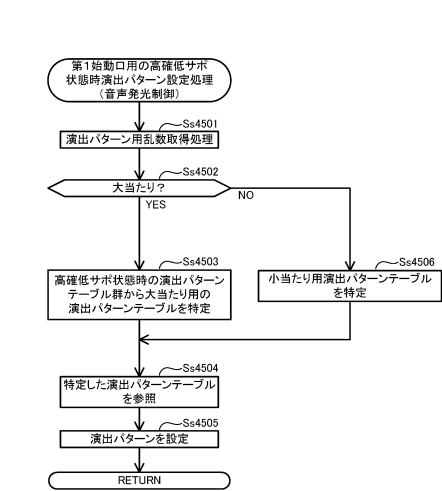 第1始動口用の高確低サポ
状態時演出パターン設定処理
（音声発光制御）
Ss4501
演出パターン用乱数取得処理
Ss4502
大当たり？
NO
YES
Ss4503
高確低サポ状態時の演出パターン
テーブル群から大当たり用の
演出パターンテーブルを特定
Ss4506
小当たり用演出パターンテーブル
を特定
Ss4504
特定した演出パターンテーブル
を参照
Ss4505
演出パターンを設定
RETURN